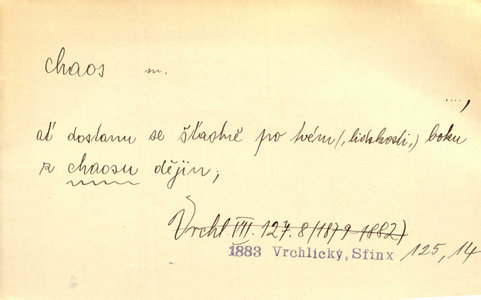 chaos m.
....,
ať dostanu se šťastně po tvém (, lidskosti,) boku
z chaosu dějin;
Vrchl VII. 127. 8 (1879-1882)
1883 Vrchlický, Sfinx 125, 14